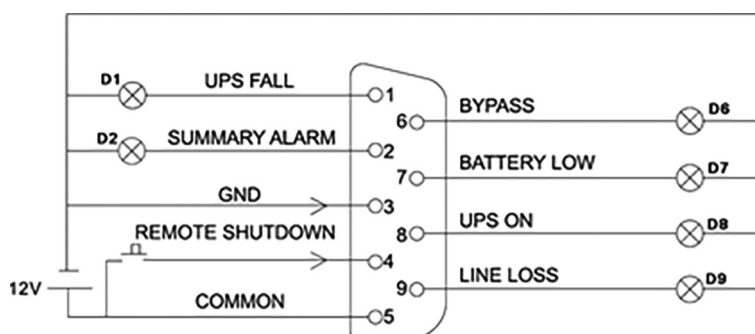 D1
UPS FALL
1
D2
SUMMARY ALARM
2
GND
3
REMOTE SHUTDOWN
4
12V
COMMON
5
6
BYPASS
D6
7
BATTERY LOW
D7
8
UPS ON
D8
9
LINE LOSS
D9